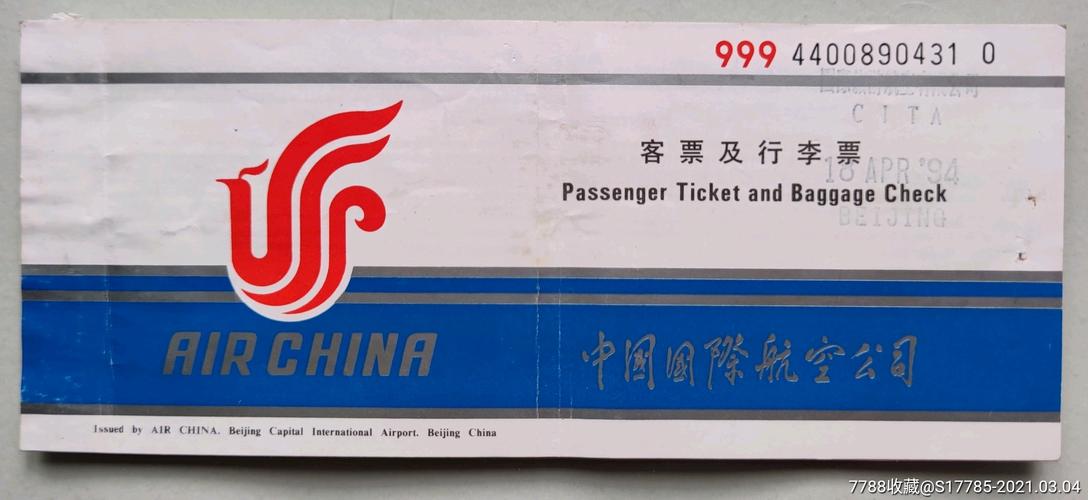 999 4400890431 0
CITA
客票及行李票
18 APR '94
Passenger Ticket and Baggage Check
BEIJING
AIR CHINA
中国國際航空公司
Issued by AIR CHINA. Beijing Capital International Airport. Beijing China
7788收藏@S17785-2021.03.04